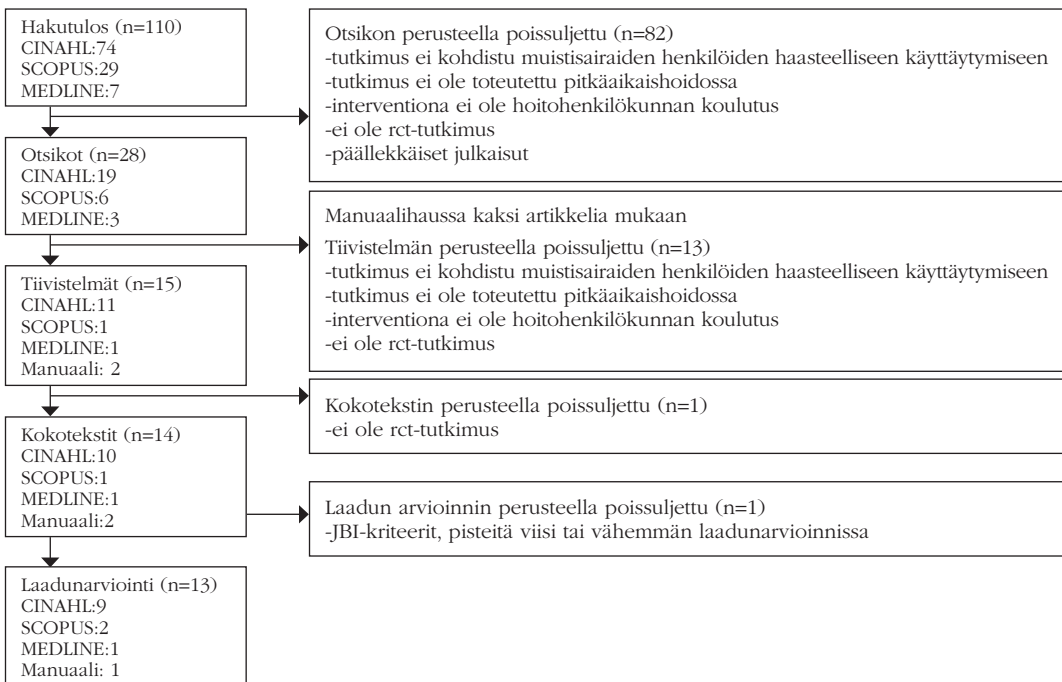 Hakutulos (n=110)
CINAHL:74
SCOPUS:29
MEDLINE:7
Otsikon perusteella poissuljettu (n=82)
-tutkimus ei kohdistu muistisairaiden henkilöiden haasteelliseen käyttäytymiseen
-tutkimus ei ole toteutettu pitkäaikaishoidossa
-interventiona ei ole hoitohenkilökunnan koulutus
-ei ole rct-tutkimus
-päällekkäiset julkaisut
Otsikot (n=28)
CINAHL:19
SCOPUS:6
MEDLINE:3
Manuaalihaussa kaksi artikkelia mukaan
Tiivistelmän perusteella poissuljettu (n=13)
-tutkimus ei kohdistu muistisairaiden henkilöiden haasteelliseen käyttäytymiseen
-tutkimus ei ole toteutettu pitkäaikaishoidossa
-interventiona ei ole hoitohenkilökunnan koulutus
-ei ole rct-tutkimus
Tiivistelmät (n=15)
CINAHL:11
SCOPUS:1
MEDLINE:1
Manuaali: 2
Kokotekstin perusteella poissuljettu (n=1)
-ei ole rct-tutkimus
Kokotekstit (n=14)
CINAHL:10
SCOPUS:1
MEDLINE:1
Manuaali:2
Laadun arvioinnin perusteella poissuljettu (n=1)
-JBI-kriteerit, pisteitä viisi tai vähemmän laadunarvioinnissa
Laadunarviointi (n=13)
CINAHL:9
SCOPUS:2
MEDLINE:1
Manuaali: 1